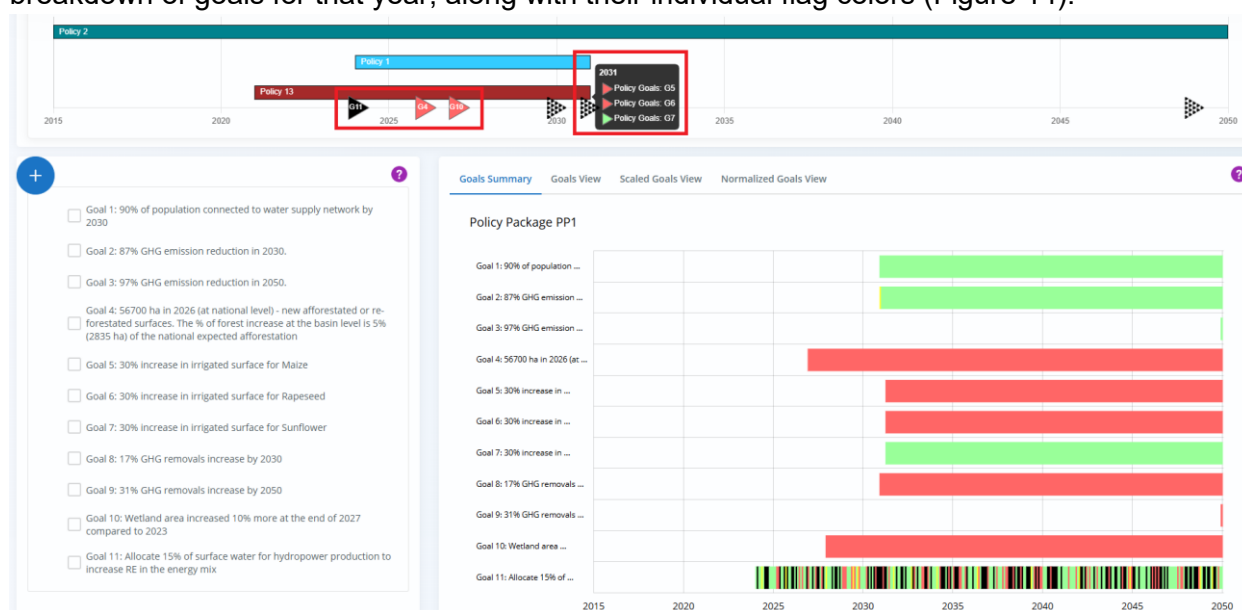 breakdown of goals for that year, along with their individual flag colors (Figure 14).
Policy 2
Policy 1
2031
Policy Goals: G5
Policy 13
Policy Goals: G6
G11
G4
G10
Policy Goals: G7
2015
2020
2025
2030
2035
2040
2045
2050
+
?
Goals Summary
Goals View
Scaled Goals View
Normalized Goals View
?
Goal 1: 90% of population connected to water supply network by
2030
Goal 2: 87% GHG emission reduction in 2030.
Goal 3: 97% GHG emission reduction in 2050.
Goal 4: 56700 ha in 2026 (at national level) - new afforestated or re-
forestated surfaces. The % of forest increase at the basin level is 5%
(2835 ha) of the national expected afforestation
Goal 5: 30% increase in irrigated surface for Maize
Goal 6: 30% increase in irrigated surface for Rapeseed
Goal 7: 30% increase in irrigated surface for Sunflower
Goal 8: 17% GHG removals increase by 2030
Goal 9: 31% GHG removals increase by 2050
Goal 10: Wetland area increased 10% more at the end of 2027
compared to 2023
Goal 11: Allocate 15% of surface water for hydropower production to
increase RE in the energy mix
Policy Package PP1
Goal 1: 90% of population ...
Goal 2: 87% GHG emission ...
Goal 3: 97% GHG emission ...
Goal 4: 56700 ha in 2026 (at ...
Goal 5: 30% increase in ...
Goal 6: 30% increase in ...
Goal 7: 30% increase in ...
Goal 8: 17% GHG removals ...
Goal 9: 31% GHG removals ...
Goal 10: Wetland area ...
Goal 11: Allocate 15% of ...
2015
2020
2025
2030
2035
2040
2045
2050